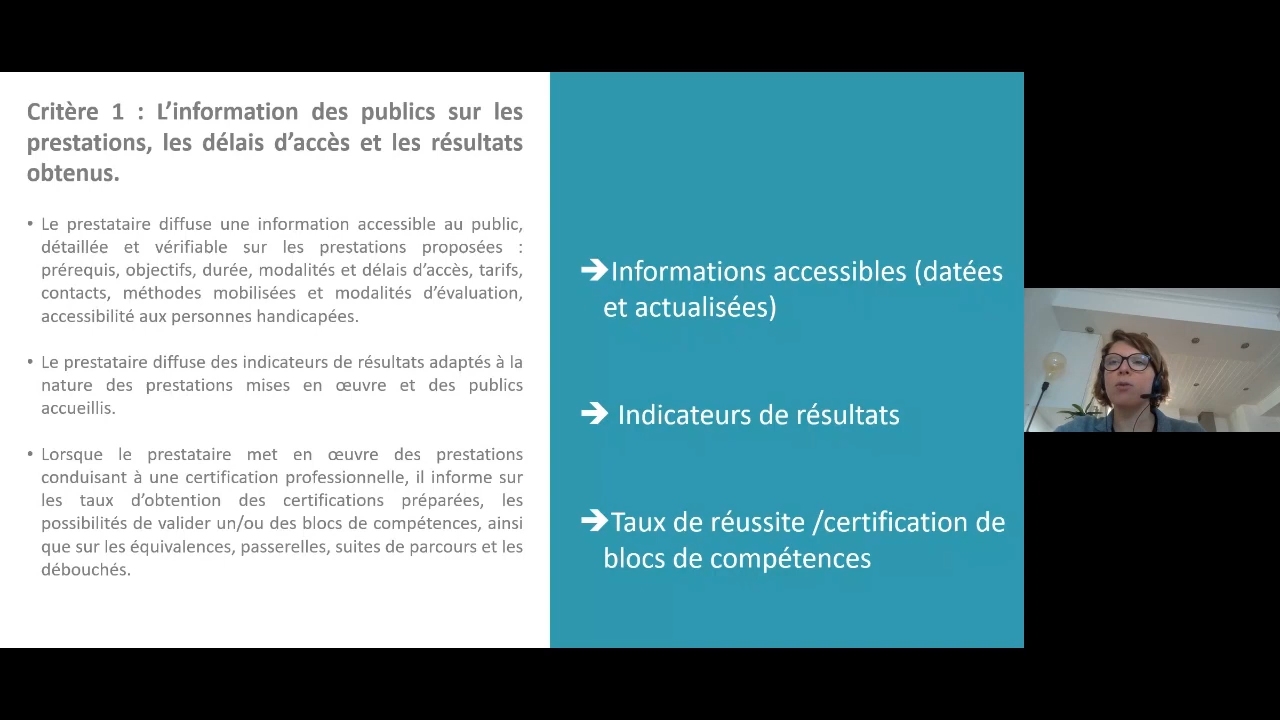 Critère 1 : L’information des publics sur les
prestations, les délais d’accès et les résultats
obtenus.
• Le prestataire diffuse une information accessible au public,
détaillée et vérifiable sur les prestations proposées :
prérequis, objectifs, durée, modalités et délais d’accès, tarifs,
contacts, méthodes mobilisées et modalités d’évaluation,
accessibilité aux personnes handicapées.
• Le prestataire diffuse des indicateurs de résultats adaptés à la
nature des prestations mises en œuvre et des publics
accueillis.
• Lorsque le prestataire met en œuvre des prestations
conduisant à une certification professionnelle, il informe sur
les taux d’obtention des certifications préparées, les
possibilités de valider un/ou des blocs de compétences, ainsi
que sur les équivalences, passerelles, suites de parcours et les
débouchés.
➔Informations accessibles (datées
et actualisées)
➔ Indicateurs de résultats
➔Taux de réussite /certification de
blocs de compétences